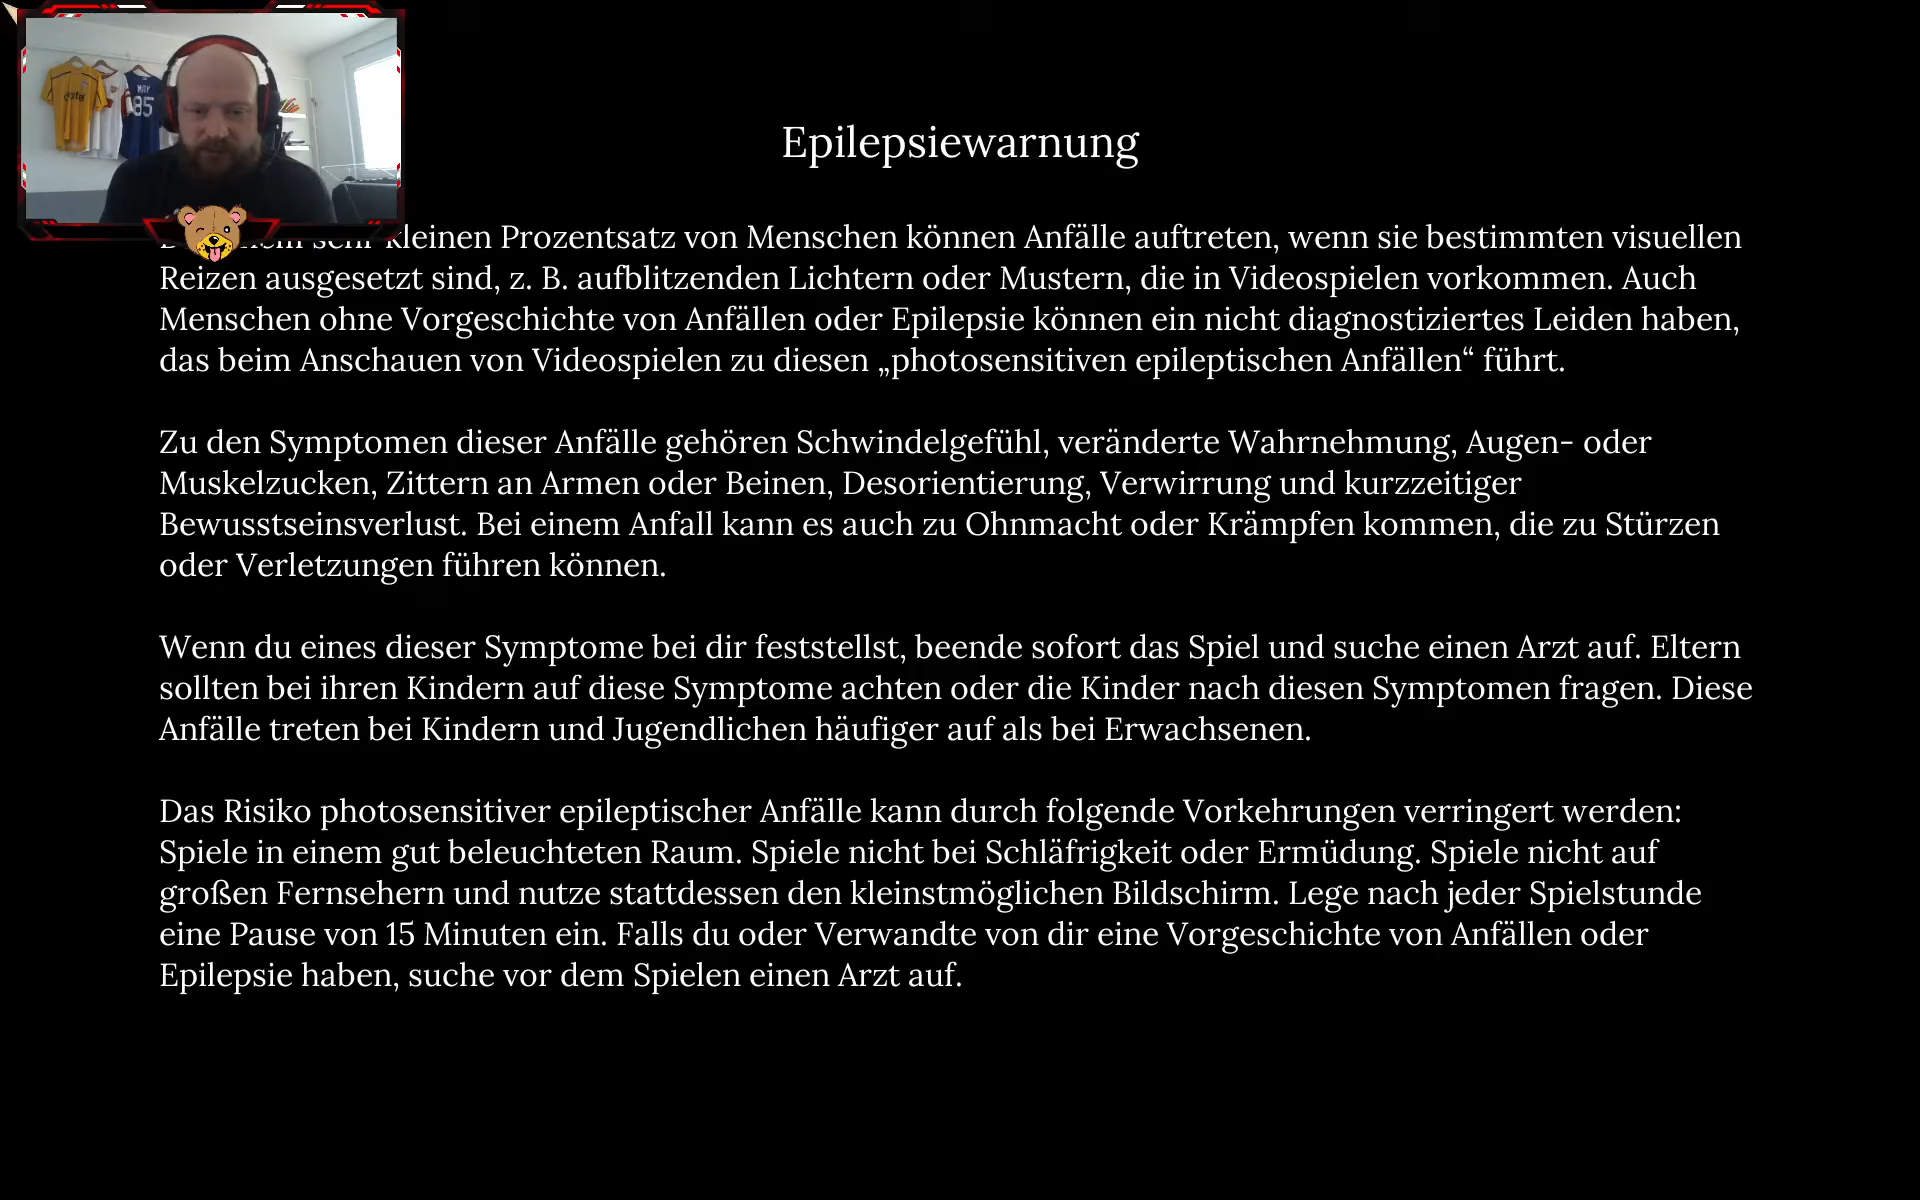 MAY
85
Epilepsiewarnung
sehr kleinen Prozentsatz von Menschen können Anfälle auftreten, wenn sie bestimmten visuellen
Reizen ausgesetzt sind, z. B. aufblitzenden Lichtern oder Mustern, die in Videospielen vorkommen. Auch
Menschen ohne Vorgeschichte von Anfällen oder Epilepsie können ein nicht diagnostiziertes Leiden haben,
das beim Anschauen von Videospielen zu diesen „photosensitiven epileptischen Anfällen“ führt.
Zu den Symptomen dieser Anfälle gehören Schwindelgefühl, veränderte Wahrnehmung, Augen- oder
Muskelzucken, Zittern an Armen oder Beinen, Desorientierung, Verwirrung und kurzzeitiger
Bewusstseinsverlust. Bei einem Anfall kann es auch zu Ohnmacht oder Krämpfen kommen, die zu Stürzen
oder Verletzungen führen können.
Wenn du eines dieser Symptome bei dir feststellst, beende sofort das Spiel und suche einen Arzt auf. Eltern
sollten bei ihren Kindern auf diese Symptome achten oder die Kinder nach diesen Symptomen fragen. Diese
Anfälle treten bei Kindern und Jugendlichen häufiger auf als bei Erwachsenen.
Das Risiko photosensitiver epileptischer Anfälle kann durch folgende Vorkehrungen verringert werden:
Spiele in einem gut beleuchteten Raum. Spiele nicht bei Schläfrigkeit oder Ermüdung. Spiele nicht auf
großen Fernsehern und nutze stattdessen den kleinstmöglichen Bildschirm. Lege nach jeder Spielstunde
eine Pause von 15 Minuten ein. Falls du oder Verwandte von dir eine Vorgeschichte von Anfällen oder
Epilepsie haben, suche vor dem Spielen einen Arzt auf.